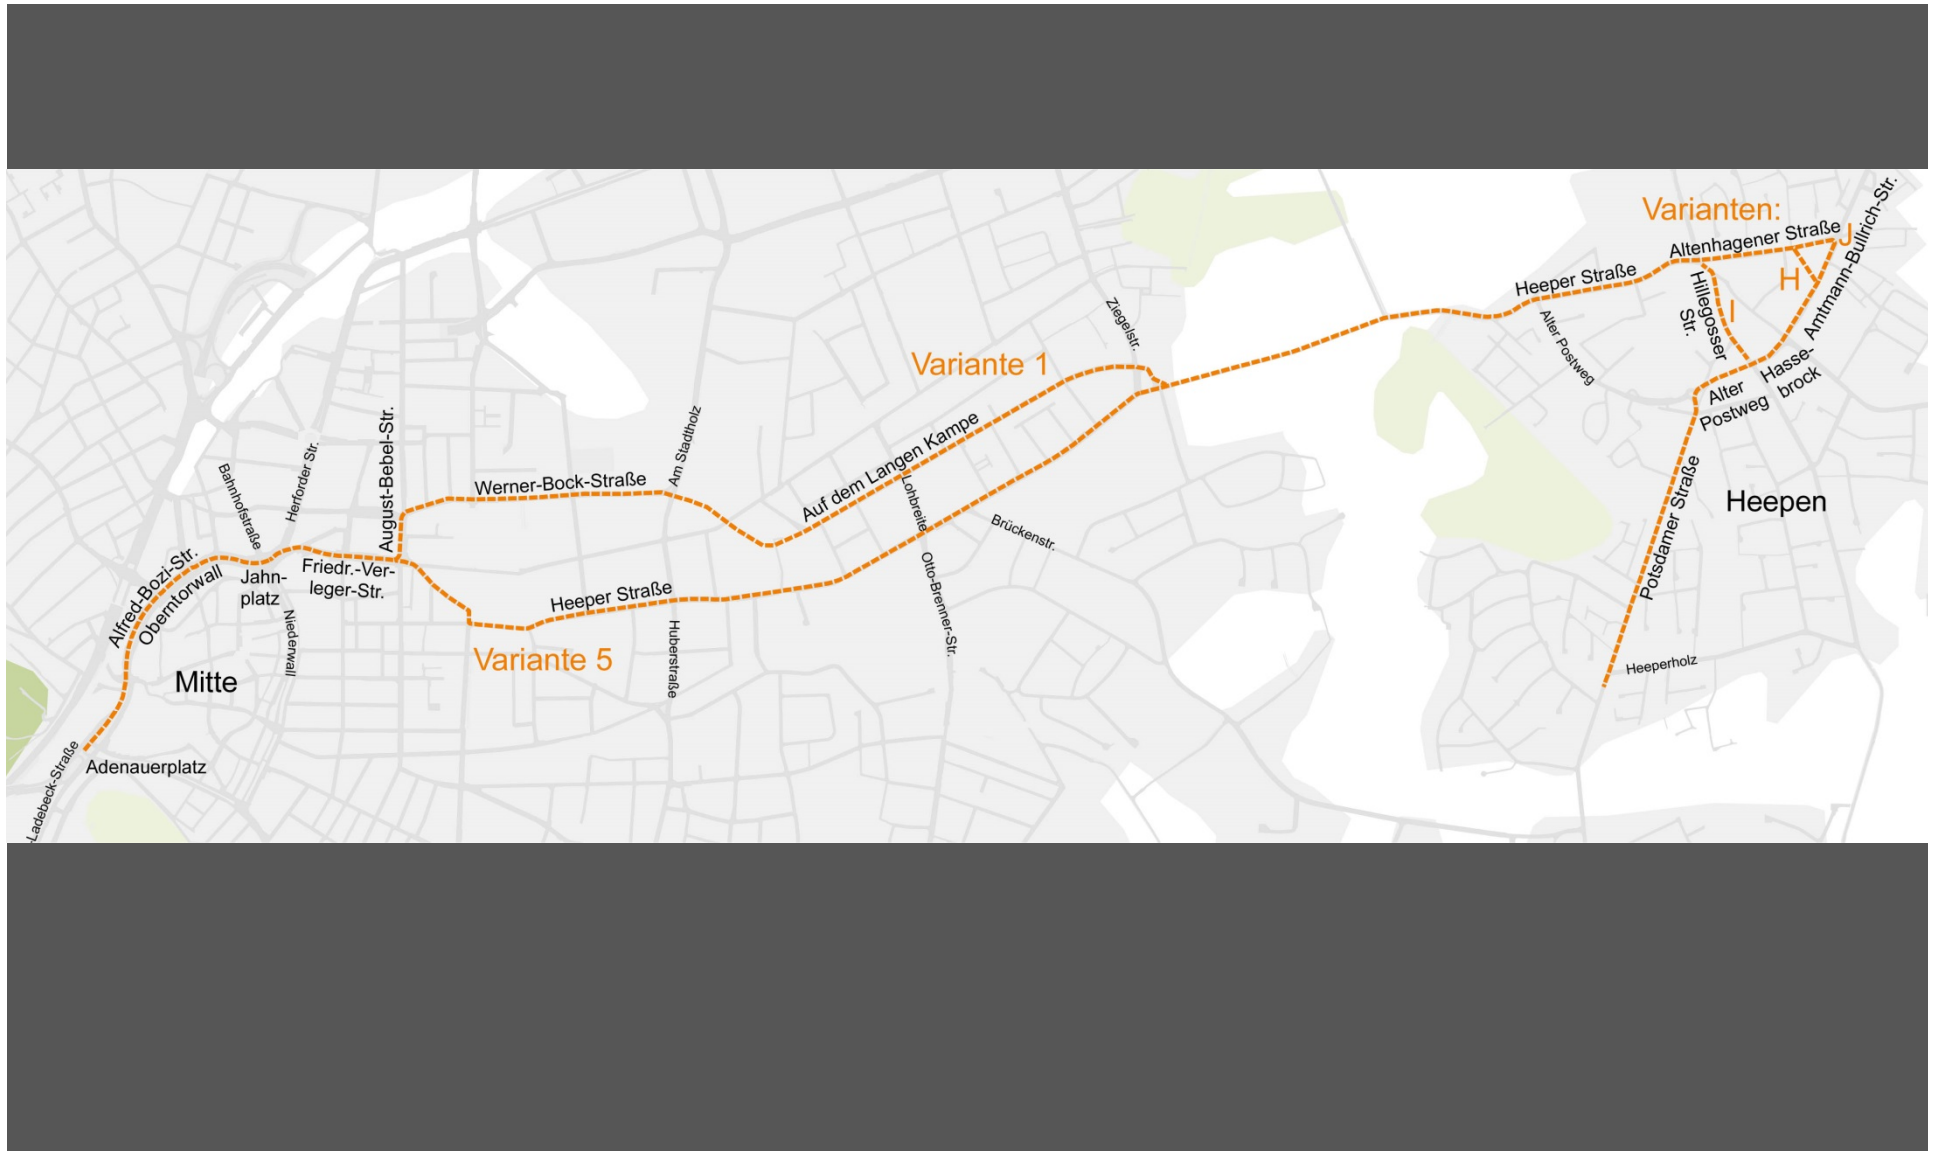 Varianten:
Altenhagener Straße
J
Amtmann-Bullrich-Str.
H
Heeper Straße
Hillegosser
Str.
I
Alter Postweg
Ziegelstr.
Variante 1
Hasse-
brock
Alter
Postweg
Am Stadtholz
August-Bebel-Str.
Auf dem Langen Kampe
Herforder Str.
Bahnhofstraße
Werner-Bock-Straße
Lohbreite
Potsdamer Straße
Heepen
Brückenstr.
Alfred-Bozi-Str.
Oberntorwall
Jahn-
platz
Friedr.-Ver-
leger-Str.
Otto-Brenner-Str.
Heeper Straße
Niederwall
Huberstraße
Variante 5
Heeperholz
Mitte
-Ladebeck-Straße
Adenauerplatz